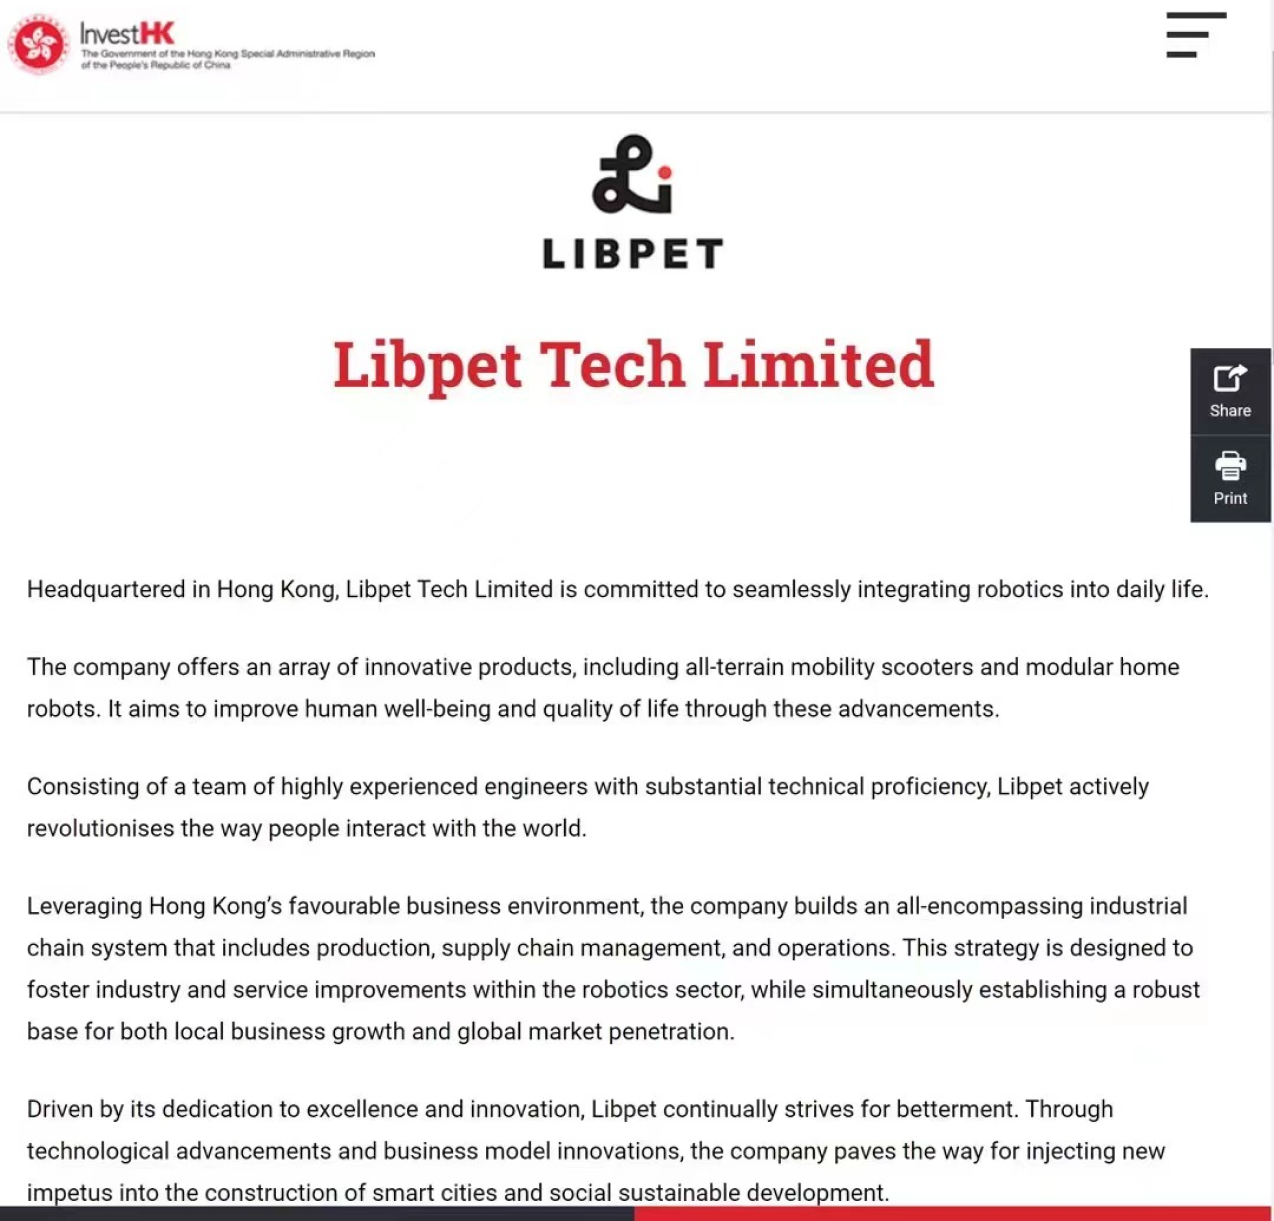 InvestHK
The Government of the Hong Kong Special Administrative Region
of the People's Republic of China
LIBPET
Libpet Tech Limited
Share
Print
Headquartered in Hong Kong, Libpet Tech Limited is committed to seamlessly integrating robotics into daily life.
The company offers an array of innovative products, including all-terrain mobility scooters and modular home
robots. It aims to improve human well-being and quality of life through these advancements.
Consisting of a team of highly experienced engineers with substantial technical proficiency, Libpet actively
revolutionises the way people interact with the world.
Leveraging Hong Kong’s favourable business environment, the company builds an all-encompassing industrial
chain system that includes production, supply chain management, and operations. This strategy is designed to
foster industry and service improvements within the robotics sector, while simultaneously establishing a robust
base for both local business growth and global market penetration.
Driven by its dedication to excellence and innovation, Libpet continually strives for betterment. Through
technological advancements and business model innovations, the company paves the way for injecting new
impetus into the construction of smart cities and social sustainable development.